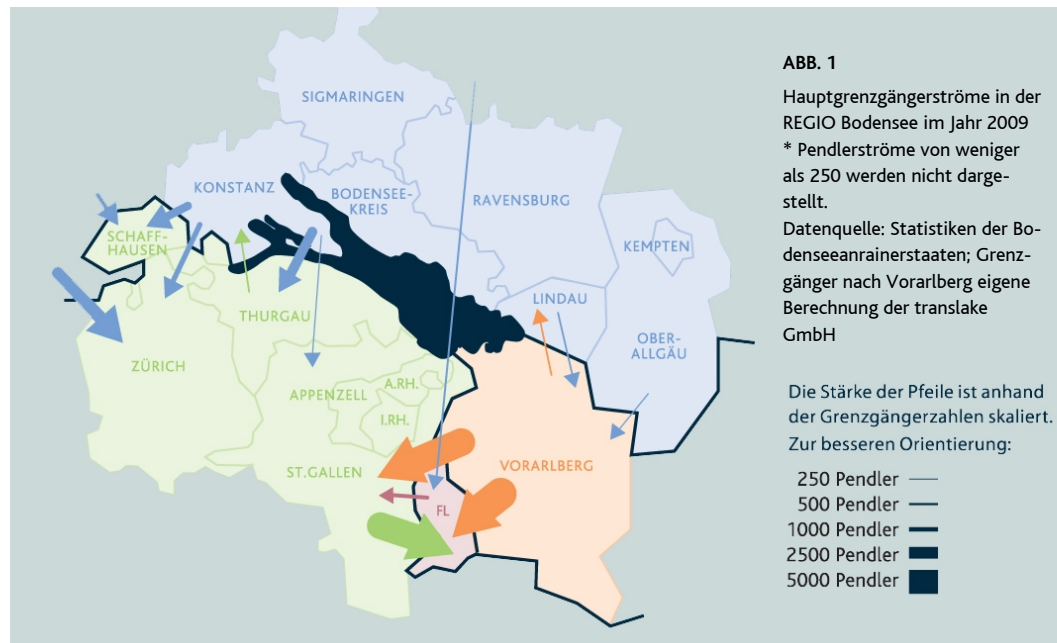 ABB. 1
Hauptgrenzgängerströme in der
REGIO Bodensee im Jahr 2009
* Pendlerströme von weniger
als 250 werden nicht darge-
stellt.
Datenquelle: Statistiken der Bo-
denseeanrainerstaaten; Grenz-
gänger nach Vorarlberg eigene
Berechnung der translake
GmbH
Die Stärke der Pfeile ist anhand
der Grenzgängerzahlen skaliert.
Zur besseren Orientierung:
250 Pendler
500 Pendler
1000 Pendler
2500 Pendler
5000 Pendler
SIGMARINGEN
KONSTANZ
BODENSEE-
KREIS
RAVENSBURG
SCHAFF-
HAUSEN
KEMPTEN
LINDAU
THURGAU
OBER-
ALLGÄU
ZÜRICH
APPENZELL
A.RH.
I.RH.
ST.GALLEN
VORARLBERG
FL